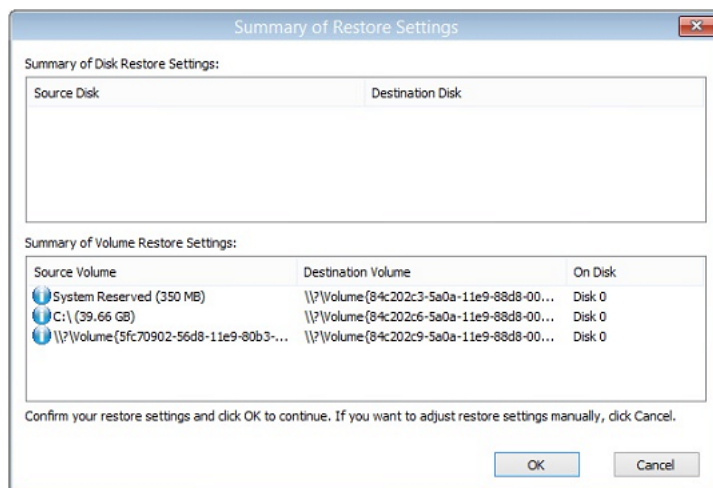 Summary of Restore Settings
Summary of Disk Restore Settings:
Source Disk Destination Disk
Summary of Volume Restore Settings:
Source Volume Destination Volume On Disk
System Reserved (350 MB) \\?\Volume{84c202c3-5a0a-11e9-88d8-00... Disk 0
C:\ (39.66 GB) \\?\Volume{84c202c6-5a0a-11e9-88d8-00... Disk 0
\\?\Volume{5fc70902-56d8-11e9-80b3-... \\?\Volume{84c202c9-5a0a-11e9-88d8-00... Disk 0
Confirm your restore settings and click OK to continue. If you want to adjust restore settings manually, click Cancel.
OK Cancel